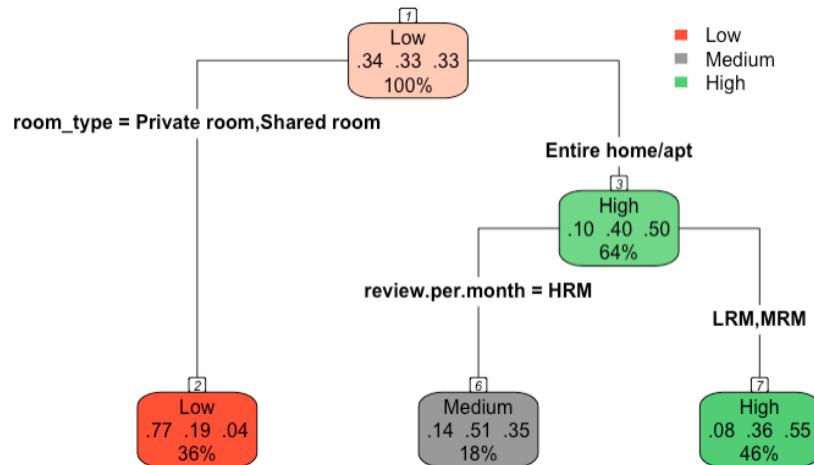 1
Low
.34 .33 .33
100%
Low
Medium
High
room_type = Private room,Shared room
Entire home/apt
3
High
.10 .40 .50
64%
review.per.month = HRM
LRM,MRM
2
Low
.77 .19 .04
36%
6
Medium
.14 .51 .35
18%
7
High
.08 .36 .55
46%